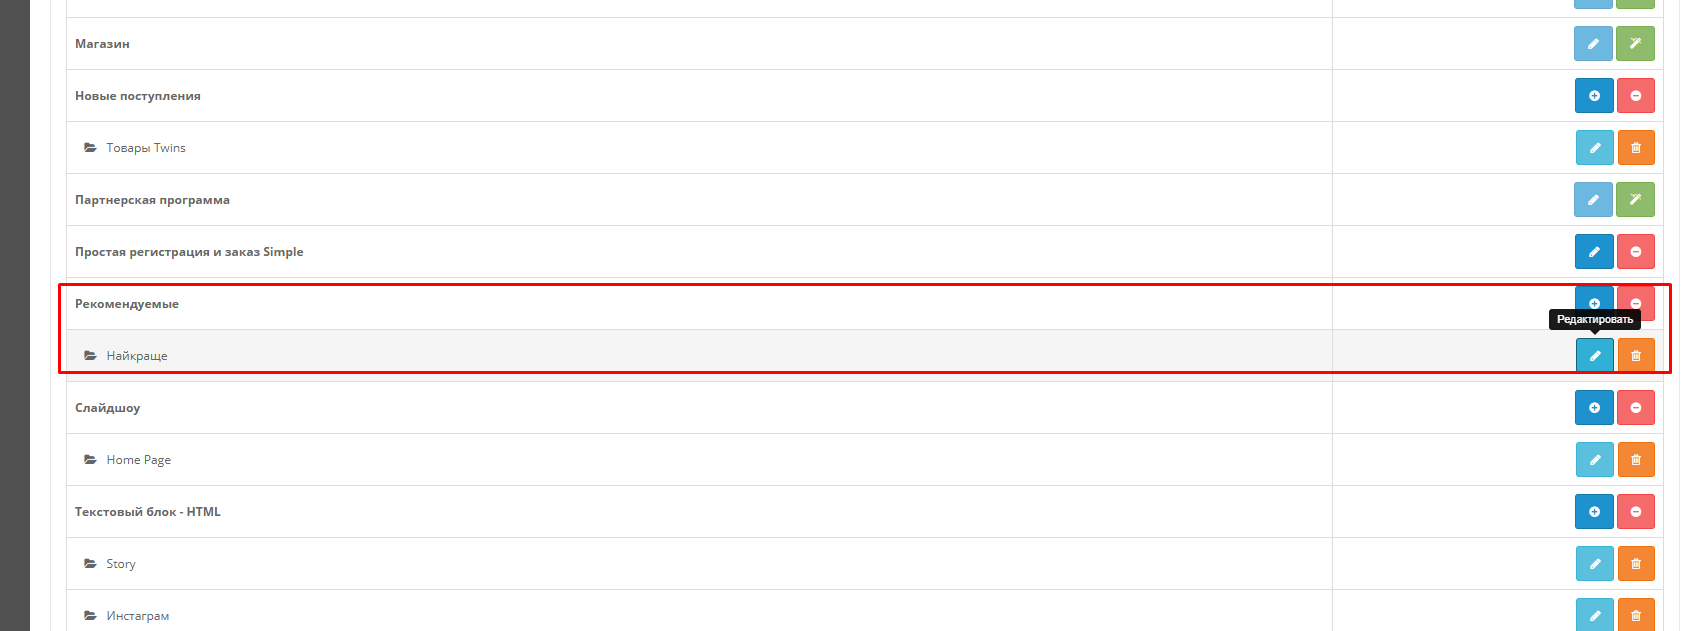 Магазин
Новые поступления
Товары Twins
Партнерская программа
Простая регистрация и заказ Simple
Рекомендуемые
Редактировать
Найкраще
Слайдшоу
Home Page
Текстовый блок - HTML
Story
Инстаграм